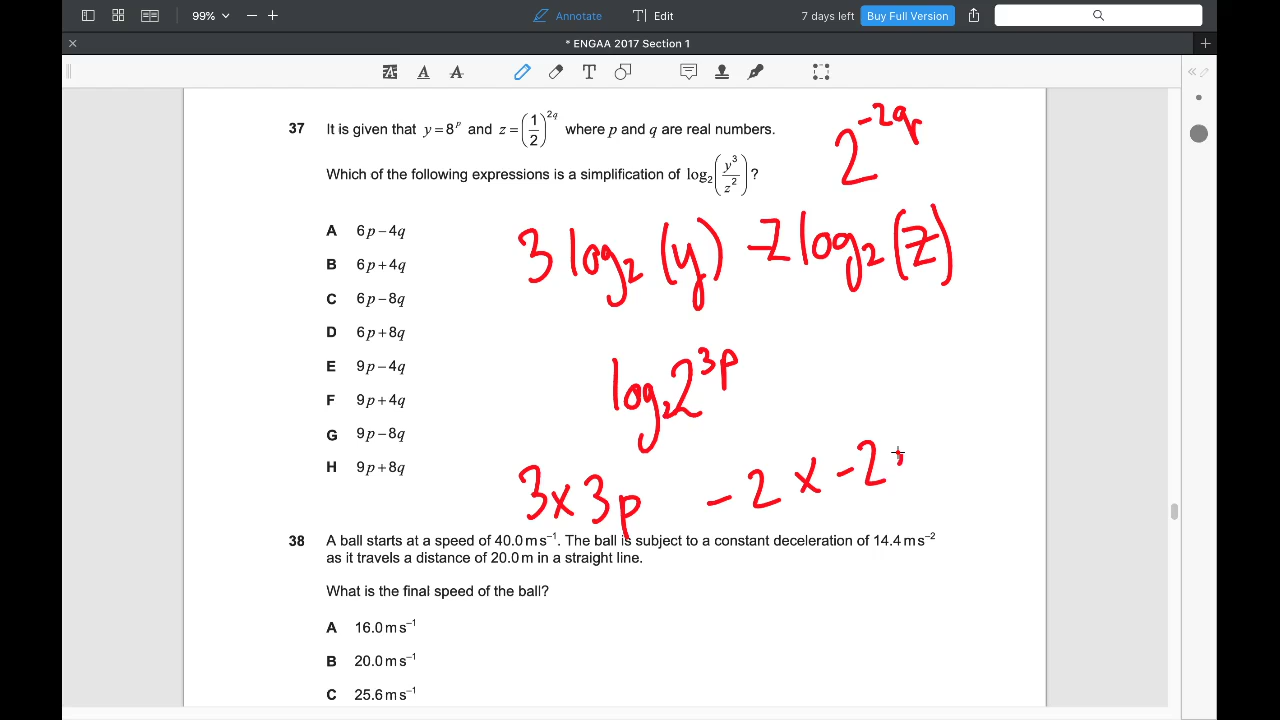 99%
Annotate
Edit
7 days left
Buy Full Version
* ENGAA 2017 Section 1
37 It is given that y = 8^p and z = (1/2)^2q where p and q are real numbers.
2^-2q
Which of the following expressions is a simplification of log₂(y³/z²) ?
A 6p − 4q
B 6p + 4q
C 6p − 8q
D 6p + 8q
E 9p − 4q
F 9p + 4q
G 9p − 8q
H 9p + 8q
3 log₂ (y) − 2 log₂ (z)
log₂ 2^3p
3 x 3p − 2 x −2
38 A ball starts at a speed of 40.0 m s⁻¹. The ball is subject to a constant deceleration of 14.4 m s⁻²
as it travels a distance of 20.0 m in a straight line.
What is the final speed of the ball?
A 16.0 m s⁻¹
B 20.0 m s⁻¹
C 25.6 m s⁻¹